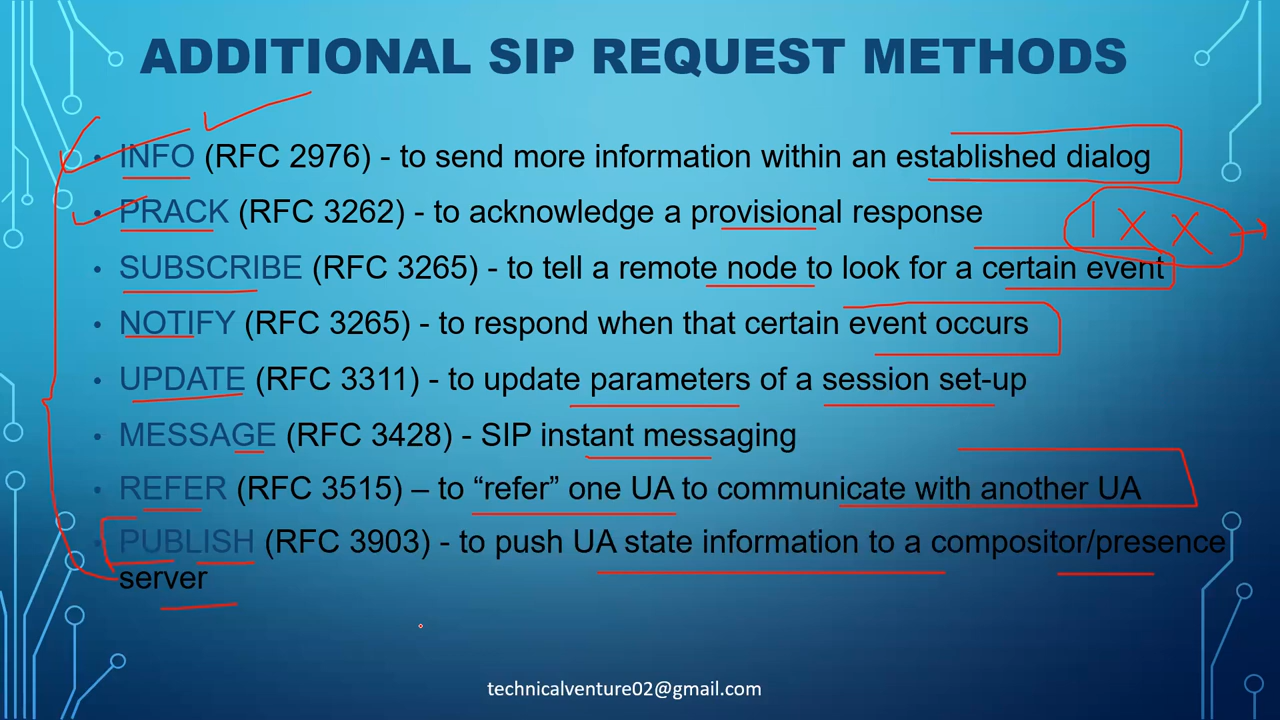 ADDITIONAL SIP REQUEST METHODS
• INFO (RFC 2976) - to send more information within an established dialog
• PRACK (RFC 3262) - to acknowledge a provisional response
1XX
• SUBSCRIBE (RFC 3265) - to tell a remote node to look for a certain event
• NOTIFY (RFC 3265) - to respond when that certain event occurs
• UPDATE (RFC 3311) - to update parameters of a session set-up
• MESSAGE (RFC 3428) - SIP instant messaging
• REFER (RFC 3515) – to “refer” one UA to communicate with another UA
• PUBLISH (RFC 3903) - to push UA state information to a compositor/presence
server
technicalventure02@gmail.com